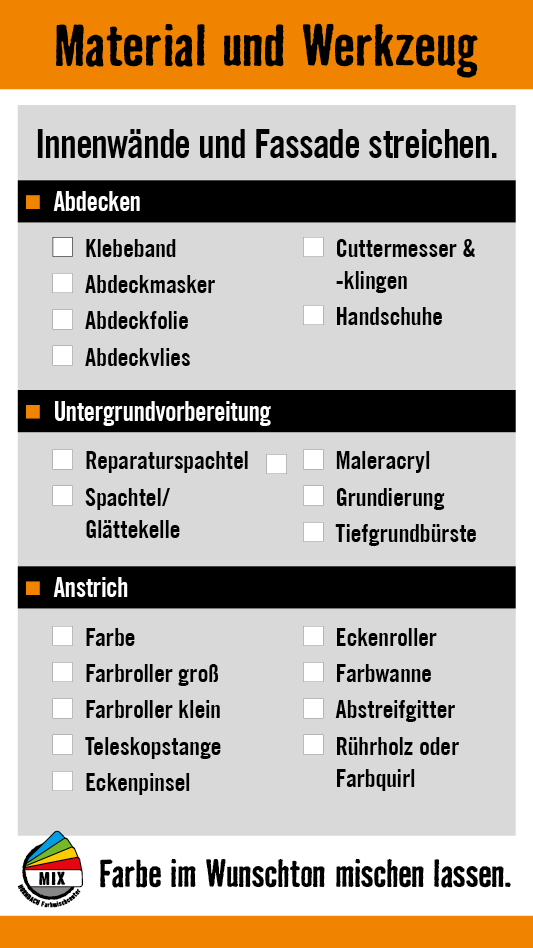 Material und Werkzeug
Innenwände und Fassade streichen.
Abdecken
Klebeband
Abdeckmasker
Abdeckfolie
Abdeckvlies
Cuttermesser &
-klingen
Handschuhe
Untergrundvorbereitung
Reparaturspachtel
Spachtel/
Glättekelle
Maleracryl
Grundierung
Tiefgrundbürste
Anstrich
Farbe
Farbroller groß
Farbroller klein
Teleskopstange
Eckenpinsel
Eckenroller
Farbwanne
Abstreifgitter
Rührholz oder
Farbquirl
MIX
HORNBACH Farbmischcenter
Farbe im Wunschton mischen lassen.